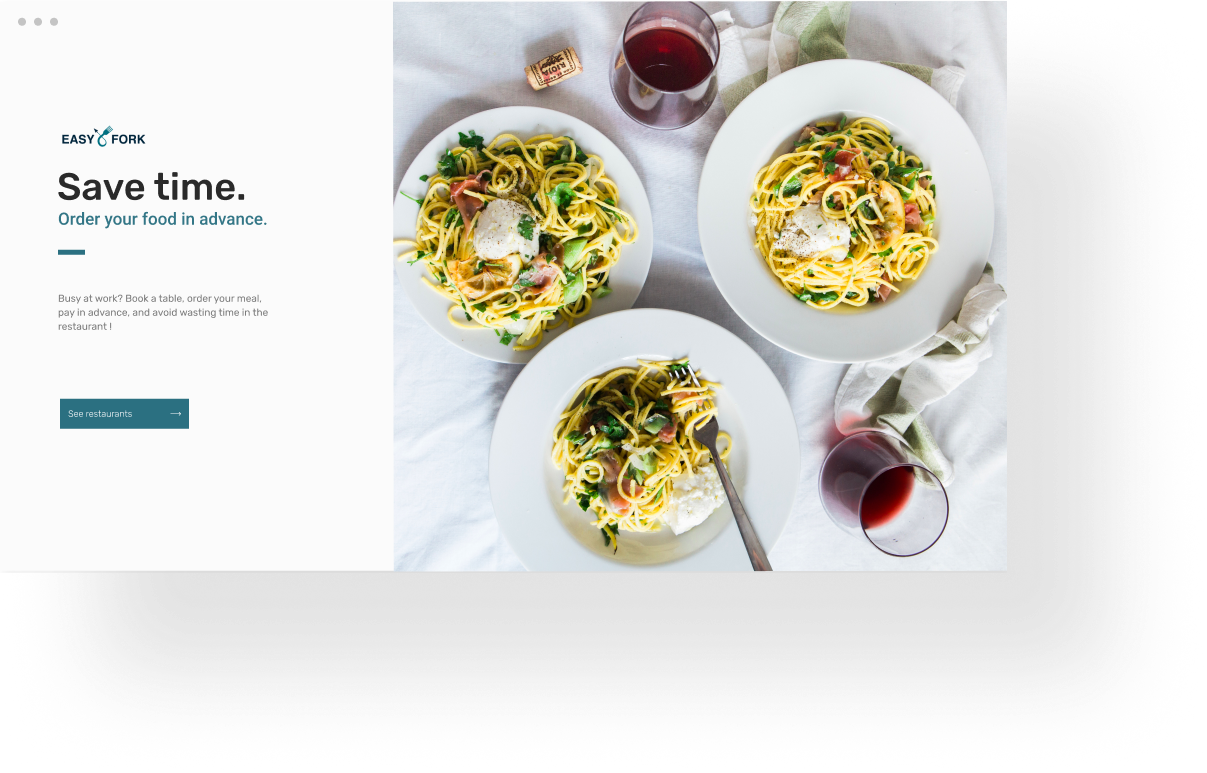 EASY FORK
Save time.
Order your food in advance.
Busy at work? Book a table, order your meal,
pay in advance, and avoid wasting time in the
restaurant !
See restaurants →
RIOJA